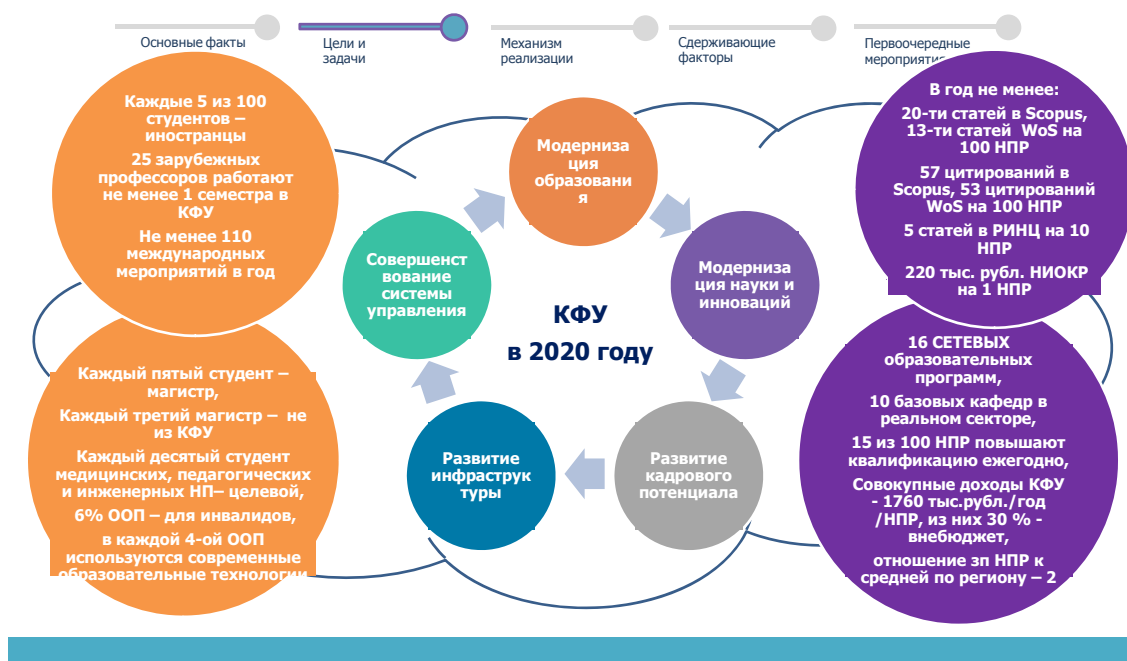 Основные факты
Цели и
задачи
Механизм
реализации
Сдерживающие
факторы
Первоочередные
мероприятия
Каждые 5 из 100
студентов –
иностранцы
25 зарубежных
профессоров работают
не менее 1 семестра в
КФУ
Не менее 110
международных
мероприятий в год
Каждый пятый студент –
магистр,
Каждый третий магистр – не
из КФУ
Каждый десятый студент
медицинских, педагогических
и инженерных НП– целевой,
6% ООП – для инвалидов,
в каждой 4-ой ООП
используются современные
образовательные технологии
Модерниза
ция
образовани
я
Модерниза
ция науки и
инноваций
Развитие
кадрового
потенциала
Развитие
инфраструк
туры
Совершенст
вование
системы
управления
КФУ
в 2020 году
В год не менее:
20-ти статей в Scopus,
13-ти статей WoS на
100 НПР
57 цитирований в
Scopus, 53 цитирований
WoS на 100 НПР
5 статей в РИНЦ на 10
НПР
220 тыс. рубл. НИОКР
на 1 НПР
16 СЕТЕВЫХ
образовательных
программ,
10 базовых кафедр в
реальном секторе,
15 из 100 НПР повышают
квалификацию ежегодно,
Совокупные доходы КФУ
- 1760 тыс.рубл./год
/НПР, из них 30 % -
внебюджет,
отношение зп НПР к
средней по региону – 2